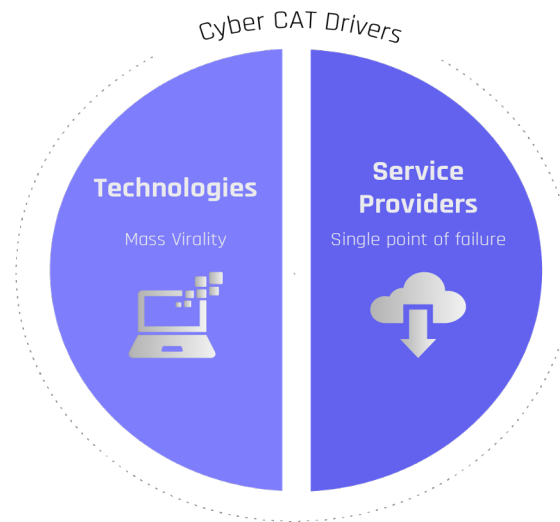 Cyber CAT Drivers
Technologies
Mass Virality
Service
Providers
Single point of failure